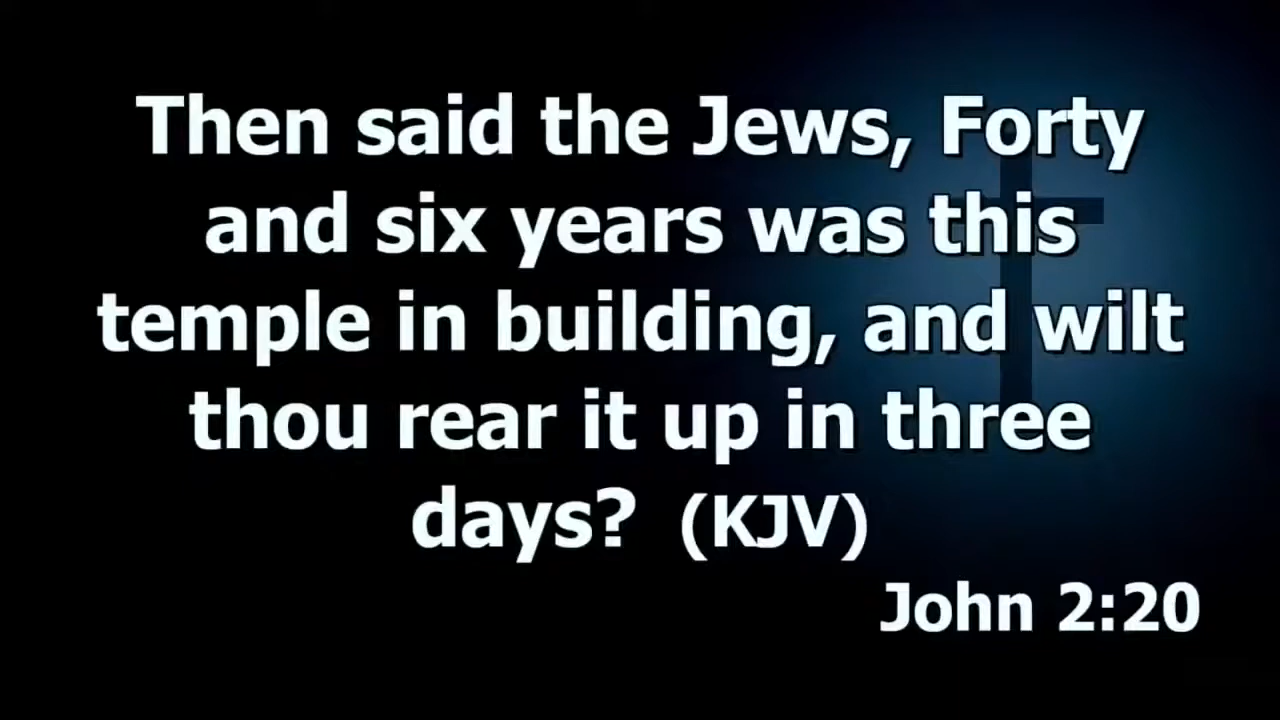 Then said the Jews, Forty
and six years was this
temple in building, and wilt
thou rear it up in three
days? (KJV)
John 2:20